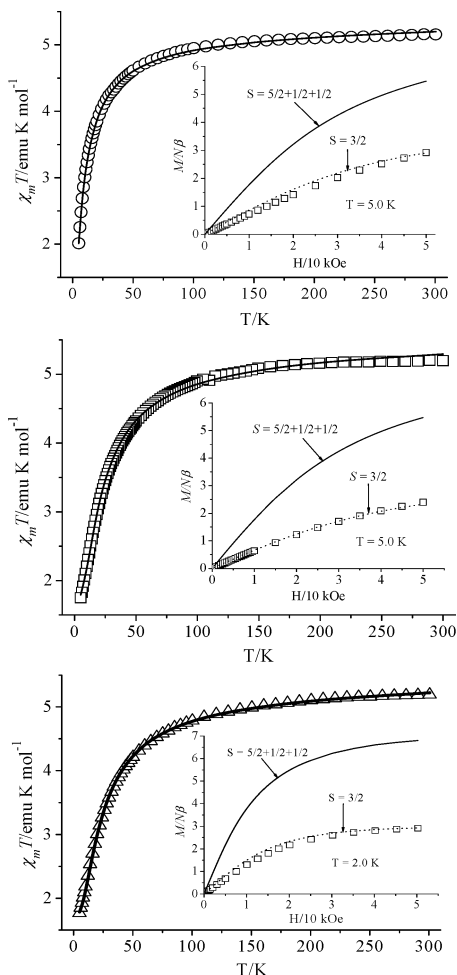 χmT/emu K mol-1
5
4
3
2
0 50 100 150 200 250 300
T/K
M/Nβ
6
5
4
3
2
1
0
0 1 2 3 4 5
H/10 kOe
S = 5/2+1/2+1/2
S = 3/2
T = 5.0 K
χmT/emu K mol-1
5
4
3
2
0 50 100 150 200 250 300
T/K
M/Nβ
6
5
4
3
2
1
0
0 1 2 3 4 5
H/10 kOe
S = 5/2+1/2+1/2
S = 3/2
T = 5.0 K
χmT/emu K mol-1
5
4
3
2
0 50 100 150 200 250 300
T/K
M/Nβ
7
6
5
4
3
2
1
0
0 1 2 3 4 5
H/10 kOe
S = 5/2+1/2+1/2
S = 3/2
T = 2.0 K